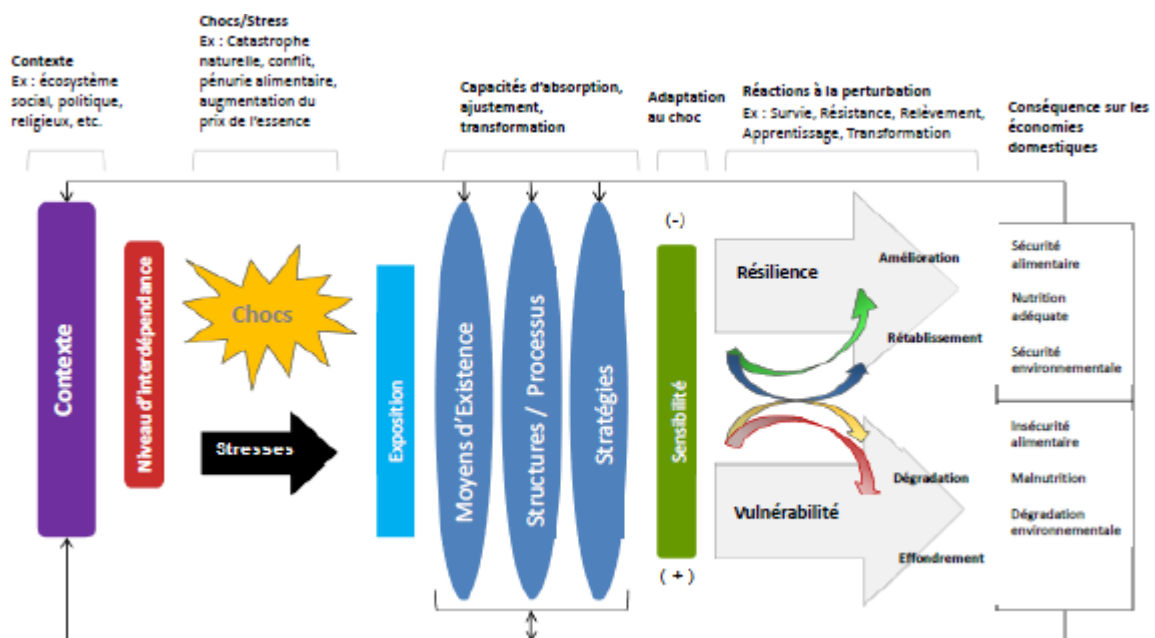 Contexte
Ex : écosystème
social, politique,
religieux, etc.
Chocs/Stress
Ex : Catastrophe
naturelle, conflit,
pénurie alimentaire,
augmentation du
prix de l'essence
Capacités d'absorption,
ajustement,
transformation
Adaptation
au choc
Réactions à la perturbation
Ex : Survie, Résistance, Relèvement,
Apprentissage, Transformation
Conséquence sur les
économies
domestiques
Contexte
Niveau d'interdépendance
Chocs
Stresses
Exposition
Moyens d'Existence
Structures / Processus
Stratégies
(-)
Sensibilité
(+)
Résilience
Amélioration
Rétablissement
Vulnérabilité
Dégradation
Effondrement
Sécurité
alimentaire
Nutrition
adéquate
Sécurité
environnementale
Insécurité
alimentaire
Malnutrition
Dégradation
environnementale